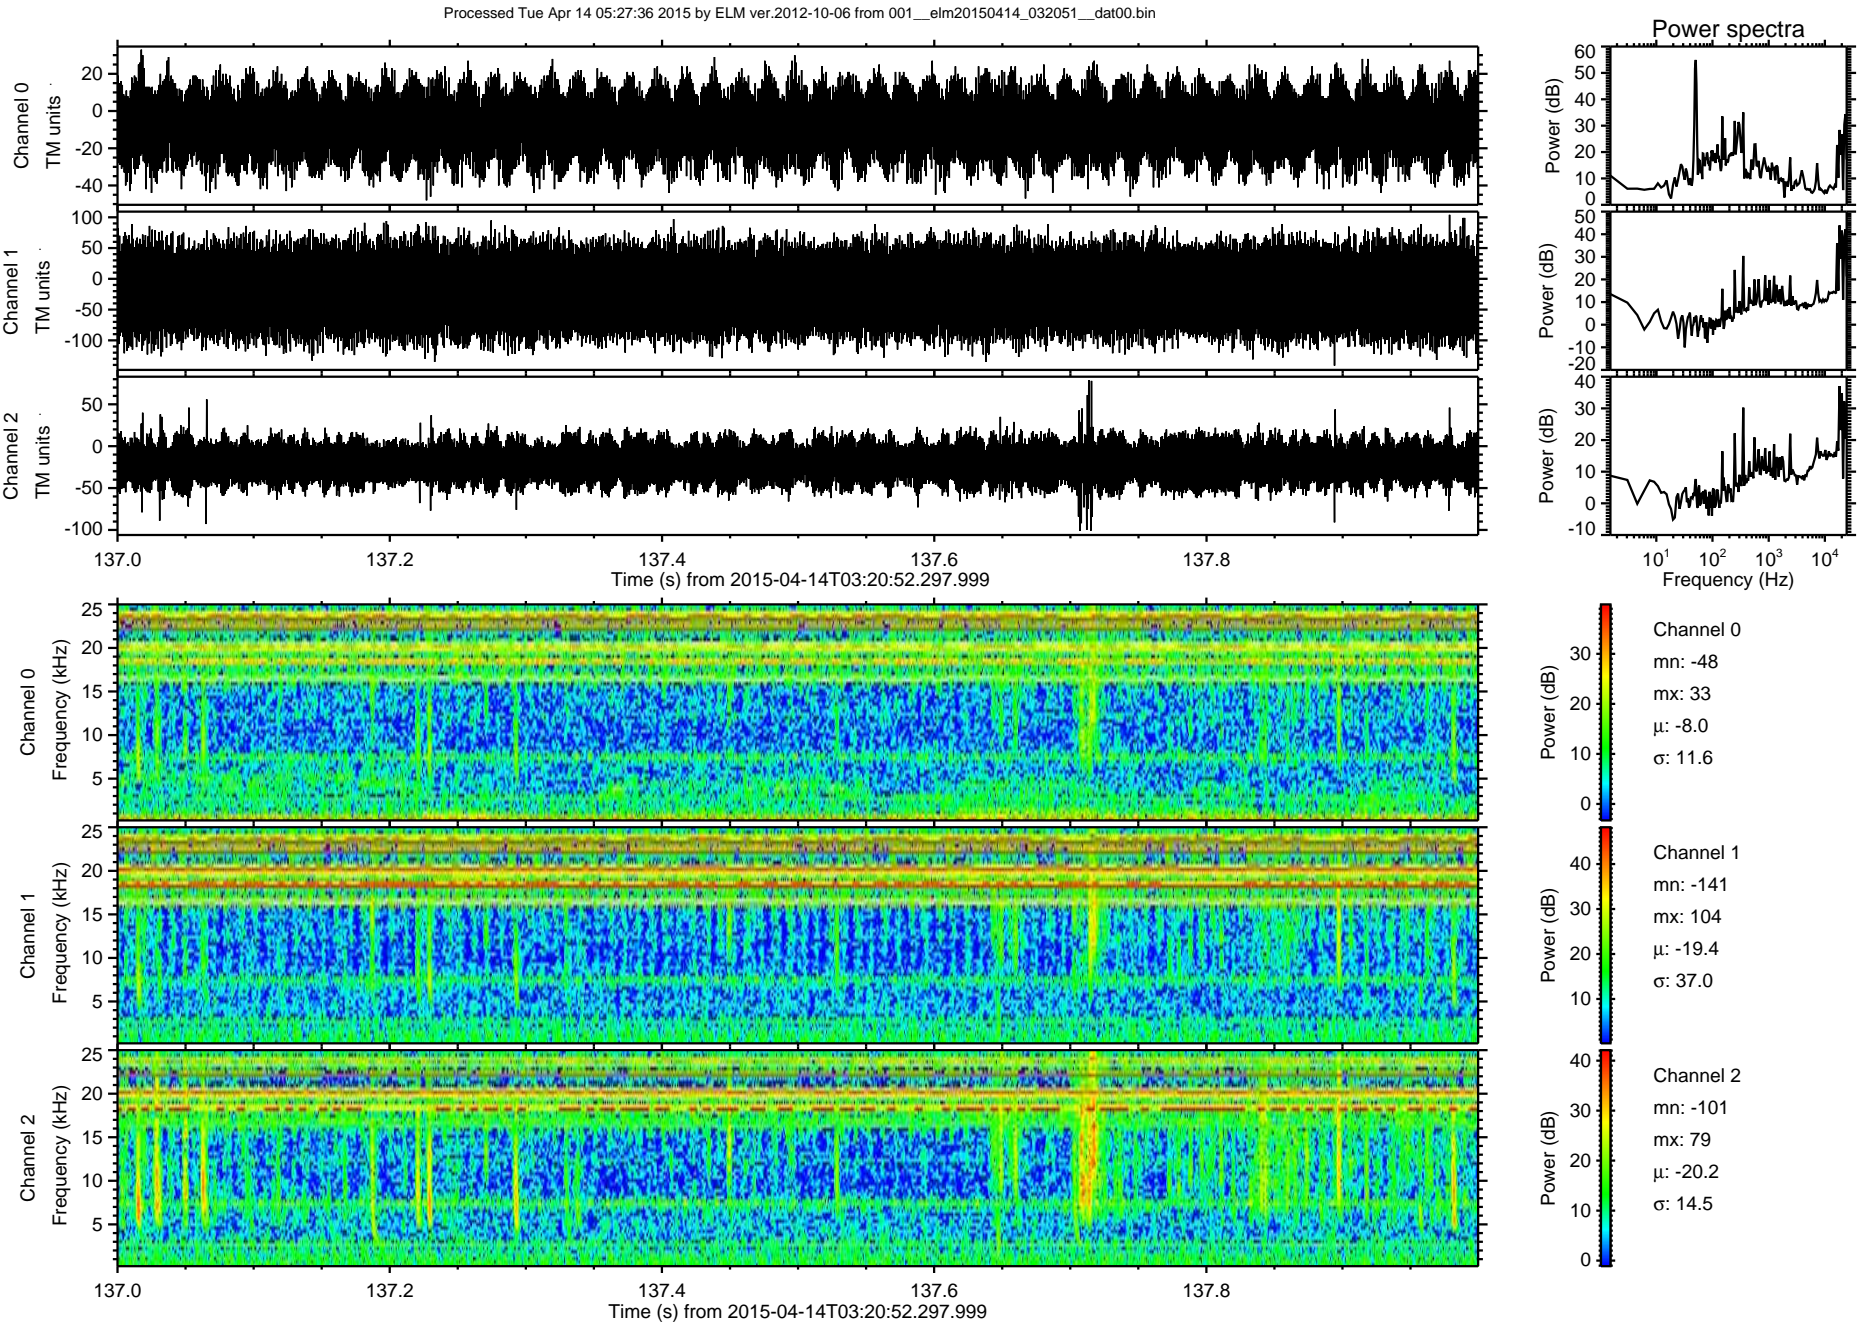 Processed Tue Apr 14 05:27:36 2015 by ELM ver.2012-10-06 from 001__elm20150414_032051__dat00.bin
Power spectra
Channel 0
TM units
20
0
-20
-40
Power (dB)
60
50
40
30
20
10
0
Channel 1
TM units
100
50
0
-50
-100
Power (dB)
50
40
30
20
10
0
-10
-20
Channel 2
TM units
50
0
-50
-100
Power (dB)
40
30
20
10
0
-10
137.0 137.2 137.4 137.6 137.8
Time (s) from 2015-04-14T03:20:52.297.999
10¹ 10² 10³ 10⁴
Frequency (Hz)
Channel 0
Frequency (kHz)
25
20
15
10
5
Power (dB)
30
20
10
0
Channel 0
mn: -48
mx: 33
μ: -8.0
σ: 11.6
Channel 1
Frequency (kHz)
25
20
15
10
5
Power (dB)
40
30
20
10
Channel 1
mn: -141
mx: 104
μ: -19.4
σ: 37.0
Channel 2
Frequency (kHz)
25
20
15
10
5
Power (dB)
40
30
20
10
0
Channel 2
mn: -101
mx: 79
μ: -20.2
σ: 14.5
137.0 137.2 137.4 137.6 137.8
Time (s) from 2015-04-14T03:20:52.297.999